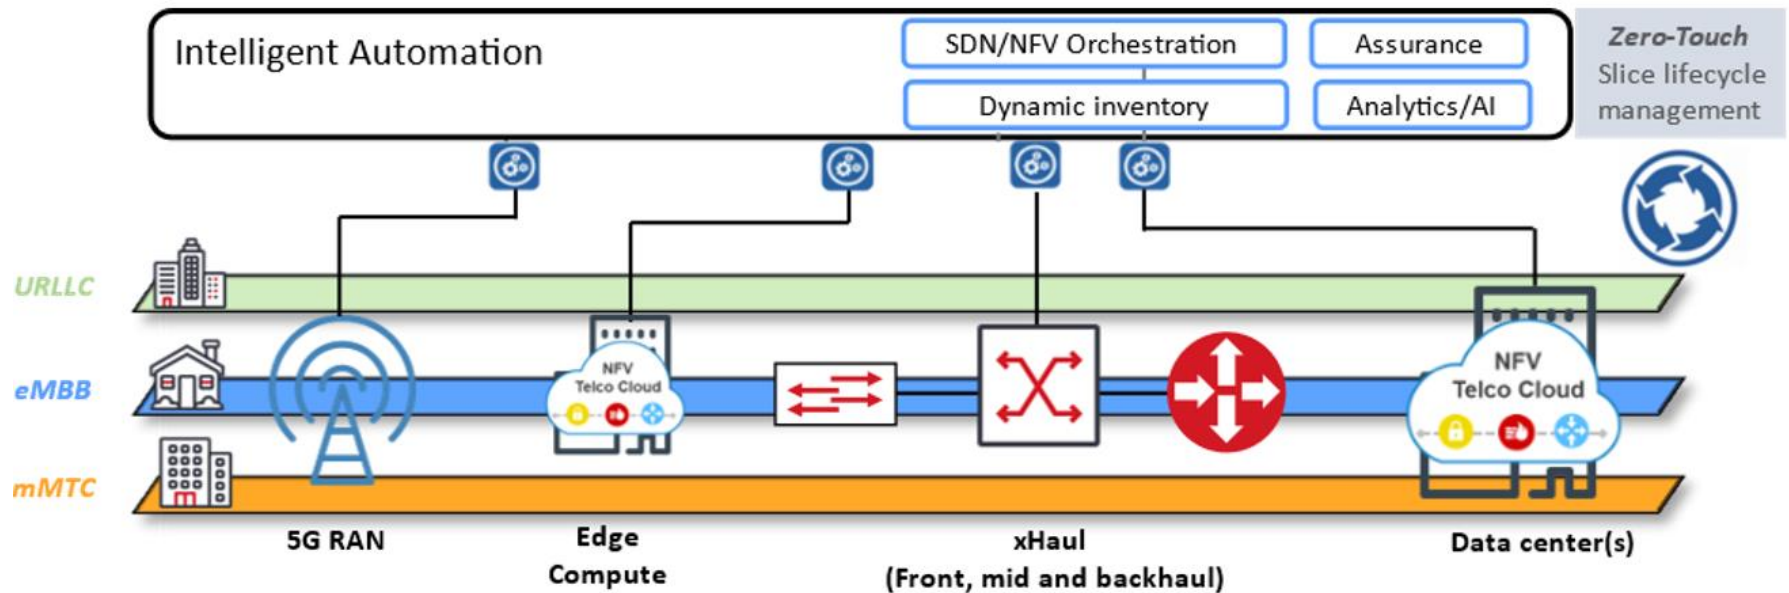 Intelligent Automation
SDN/NFV Orchestration
Assurance
Dynamic inventory
Analytics/AI
Zero-Touch
Slice lifecycle
management
URLLC
eMBB
mMTC
NFV
Telco Cloud
NFV
Telco Cloud
5G RAN
Edge
Compute
xHaul
(Front, mid and backhaul)
Data center(s)